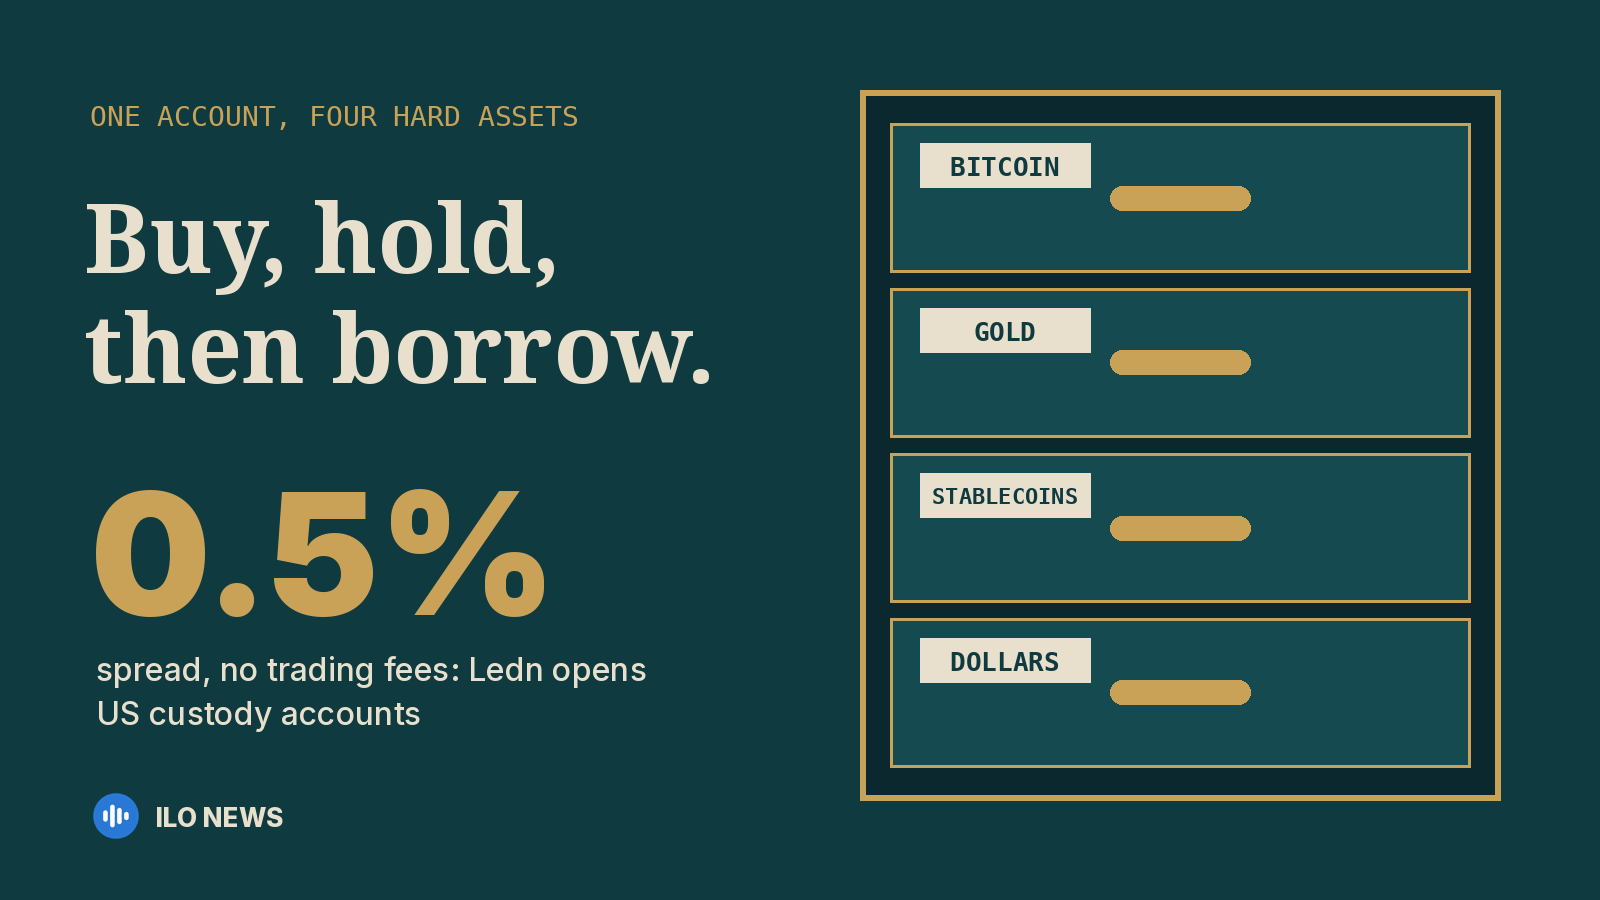 ONE ACCOUNT, FOUR HARD ASSETS
Buy, hold,
then borrow.
0.5%
spread, no trading fees: Ledn opens
US custody accounts
ILO NEWS
BITCOIN
GOLD
STABLECOINS
DOLLARS